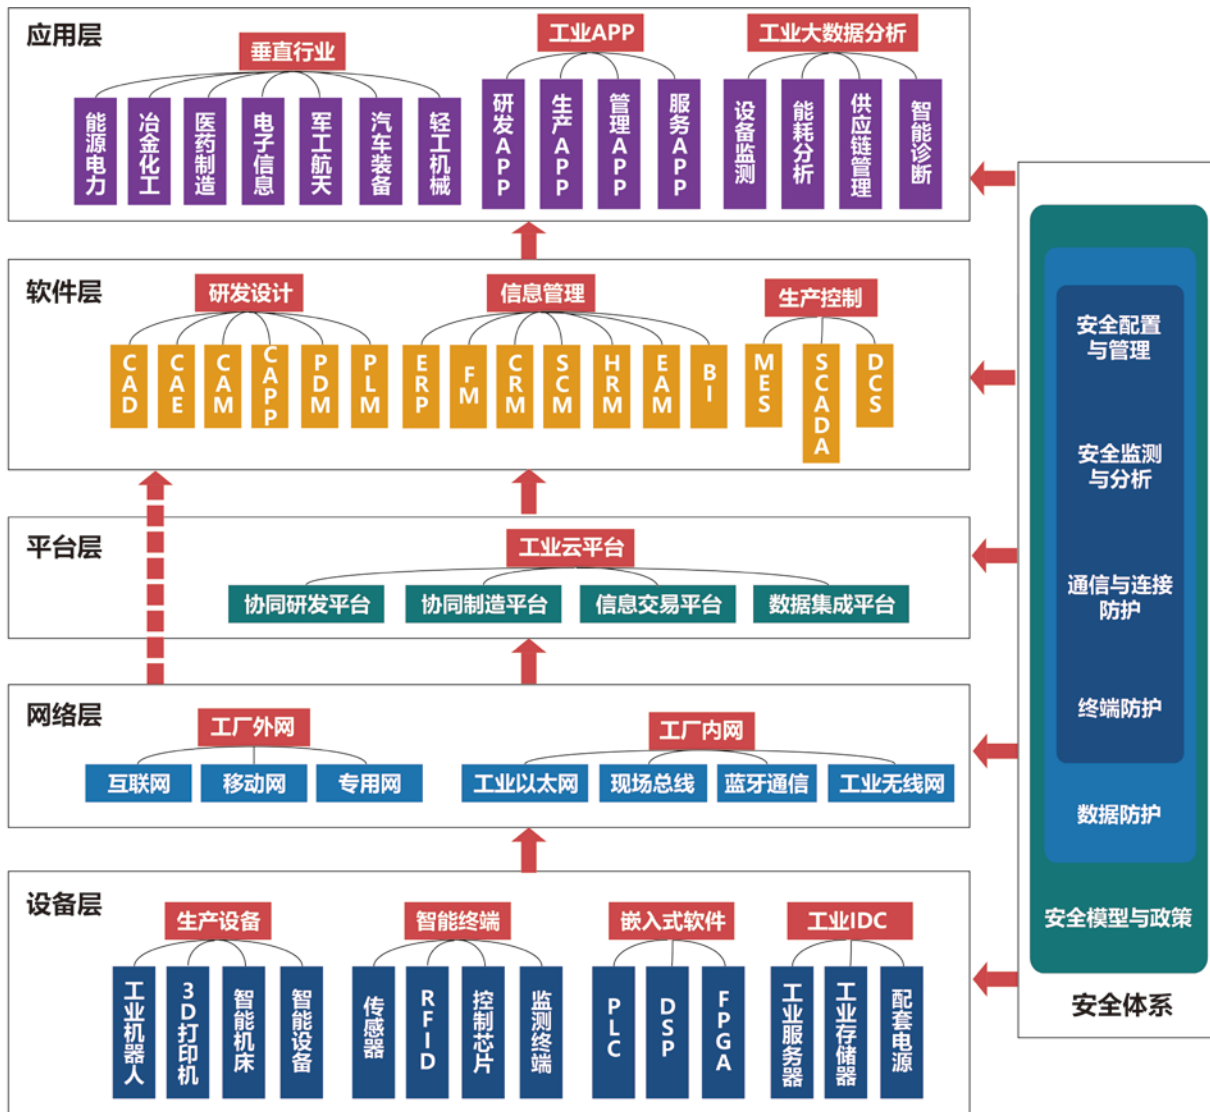 应用层
垂直行业
能源电力
冶金化工
医药制造
电子信息
军工航天
汽车装备
轻工机械
工业APP
研发APP
生产APP
管理APP
服务APP
工业大数据分析
设备监测
能耗分析
供应链管理
智能诊断
软件层
研发设计
CAD
CAE
CAM
CAPP
PDM
PLM
信息管理
ERP
FM
CRM
SCM
HRM
EAM
BI
生产控制
MES
SCADA
DCS
平台层
工业云平台
协同研发平台
协同制造平台
信息交易平台
数据集成平台
网络层
工厂外网
互联网
移动网
专用网
工厂内网
工业以太网
现场总线
蓝牙通信
工业无线网
设备层
生产设备
工业机器人
3D打印机
智能机床
智能设备
智能终端
传感器
RFID
控制芯片
监测终端
嵌入式软件
PLC
DSP
FPGA
工业IDC
工业服务器
工业存储器
配套电源
安全配置
与管理
安全监测
与分析
通信与连接
防护
终端防护
数据防护
安全模型与政策
安全体系